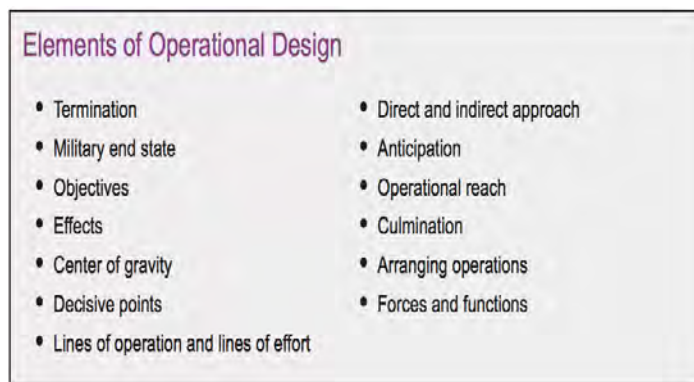 Elements of Operational Design
• Termination
• Military end state
• Objectives
• Effects
• Center of gravity
• Decisive points
• Lines of operation and lines of effort
• Direct and indirect approach
• Anticipation
• Operational reach
• Culmination
• Arranging operations
• Forces and functions